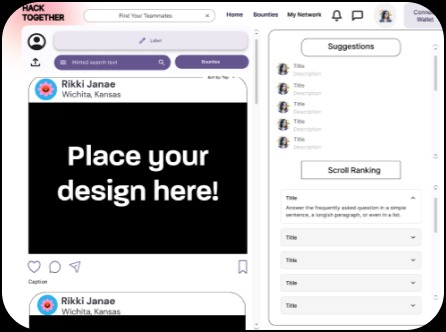 HACK
TOGETHER
Find Your Teammates
Home
Bounties
My Network
Connect
Wallet
Label
Hinted search text
Bounties
Sort by: Top
Rikki Janae
Wichita, Kansas
Place your
design here!
Caption
Rikki Janae
Wichita, Kansas
Suggestions
Title
Description
Title
Description
Title
Description
Title
Description
Title
Description
Scroll Ranking
Title
Answer the frequently asked question in a simple
sentence, a longish paragraph, or even in a list.
Title
Title
Title
Title